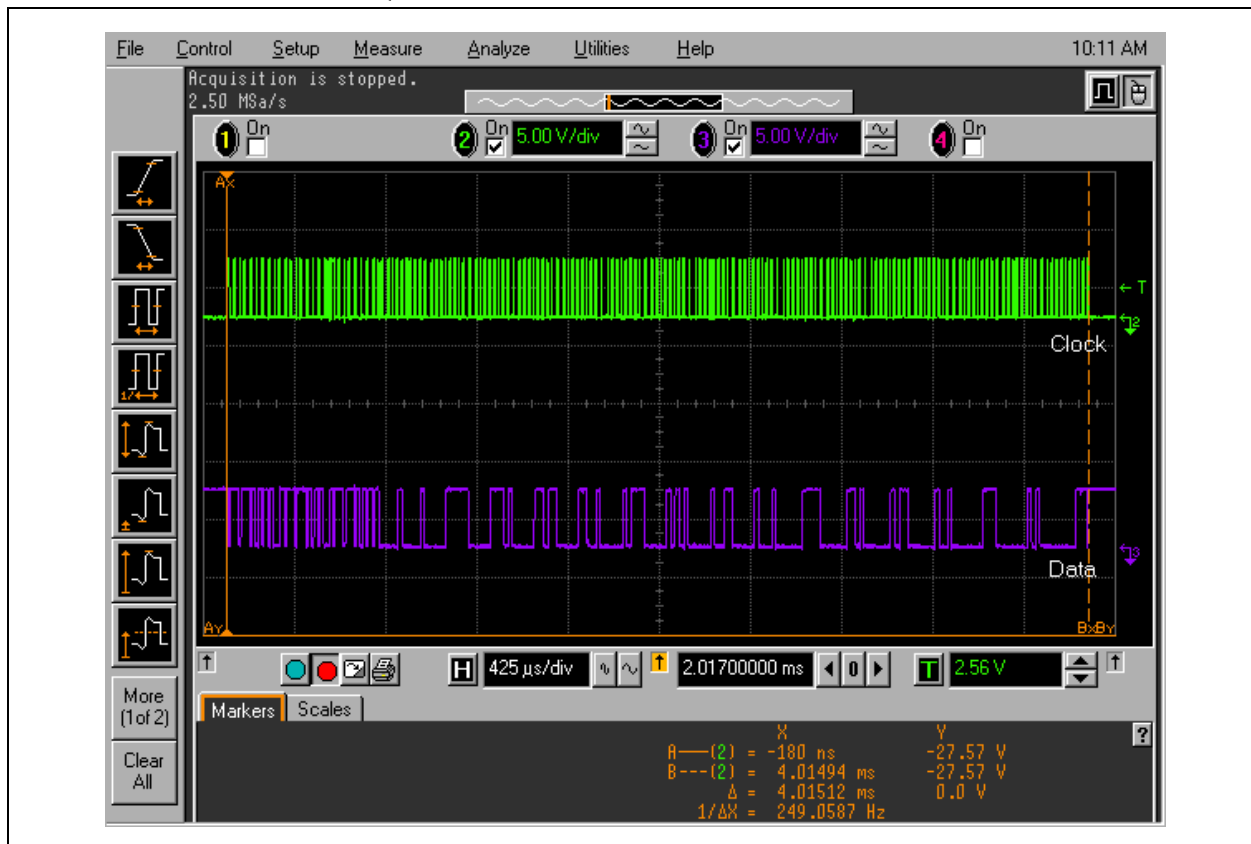 File Control Setup Measure Analyze Utilities Help 10:11 AM
Acquisition is stopped.
2.50 MSa/s
1 On 2 On 5.00 V/div 3 On 5.00 V/div 4 On
Ax
T
2
Clock
3
Data
Ay BxBy
H 425 µs/div 2.01700000 ms 0 T 2.56 V
More
(1of 2)
Clear
All
Markers Scales
?
X Y
A——(2) = -180 ns -27.57 V
B---(2) = 4.01494 ms -27.57 V
Δ = 4.01512 ms 0.0 V
1/ΔX = 249.0587 Hz